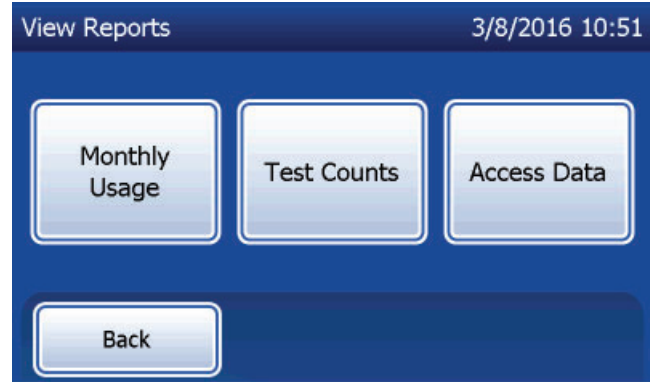 View Reports 3/8/2016 10:51
Monthly
Usage
Test Counts
Access Data
Back